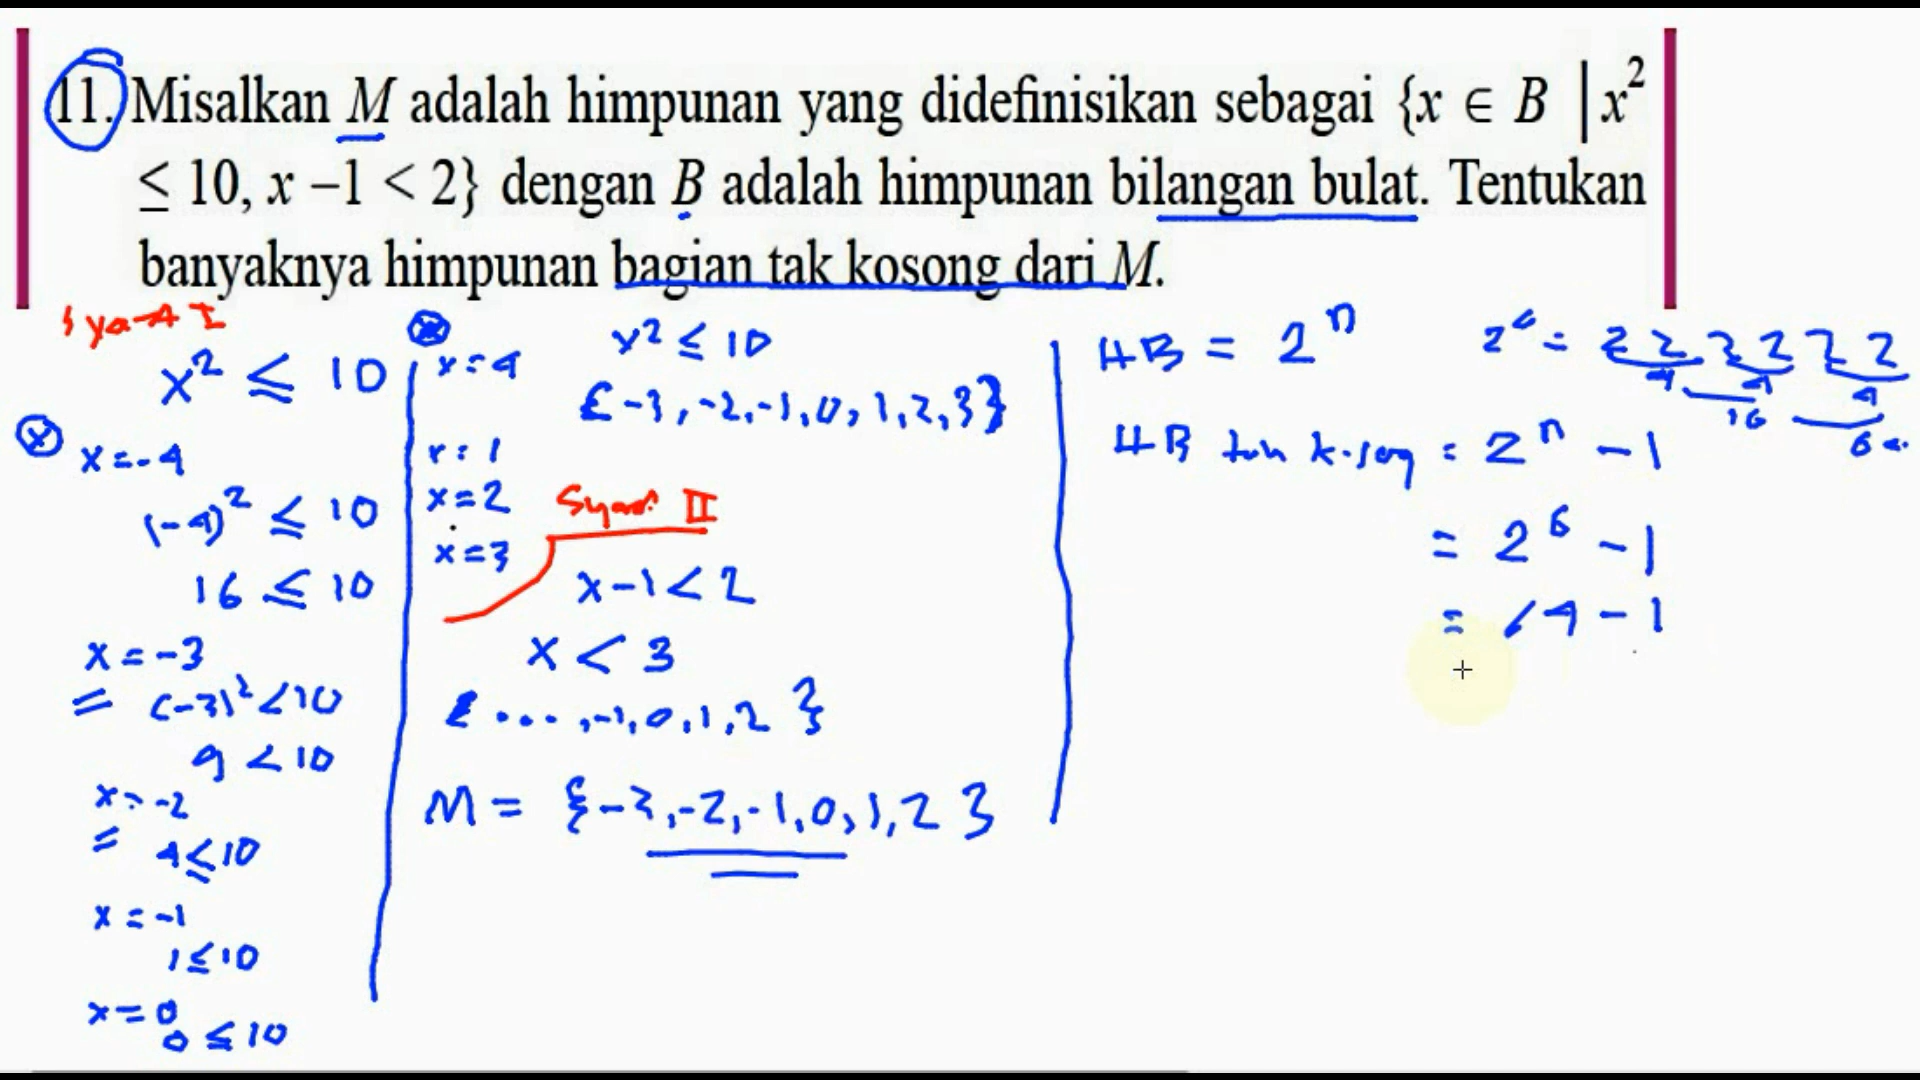 11. Misalkan M adalah himpunan yang didefinisikan sebagai {x ∈ B | x²
≤ 10, x –1 < 2} dengan B adalah himpunan bilangan bulat. Tentukan
banyaknya himpunan bagian tak kosong dari M.
x² ≤ 10
x = -4
(-4)² ≤ 10
16 ≤ 10
x = -3
= (-3)² < 10
9 < 10
x = -2
= 4 ≤ 10
x = -1
1 ≤ 10
x = 0
0 ≤ 10
x = 4
x = 1
x = 2
x = 3
x² ≤ 10
{-3, -2, -1, 0, 1, 2, 3}
Syarat II
x - 1 < 2
x < 3
{ ..., -1, 0, 1, 2 }
M = {-3, -2, -1, 0, 1, 2 }
HB = 2ⁿ
HB = 2ⁿ - 1
= 2⁶ - 1
= 64 - 1
2⁶ = 2 2 2 2 2 2
4 4 4
16
64